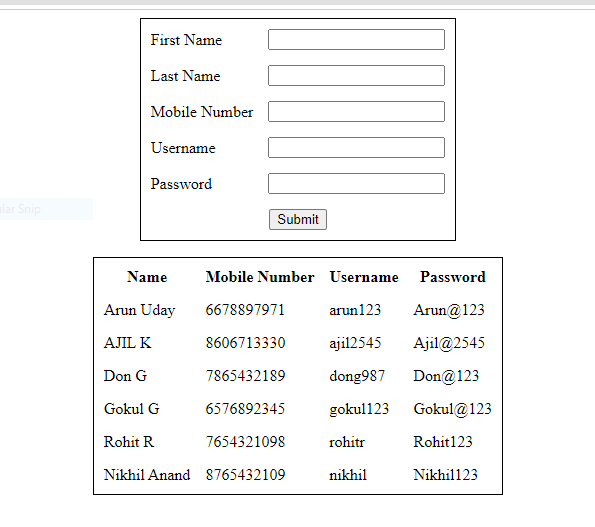 First Name
Last Name
Mobile Number
Username
Password
ular Snip
Submit
Name Mobile Number Username Password
Arun Uday 6678897971 arun123 Arun@123
AJIL K 8606713330 ajil2545 Ajil@2545
Don G 7865432189 dong987 Don@123
Gokul G 6576892345 gokul123 Gokul@123
Rohit R 7654321098 rohitr Rohit123
Nikhil Anand 8765432109 nikhil Nikhil123